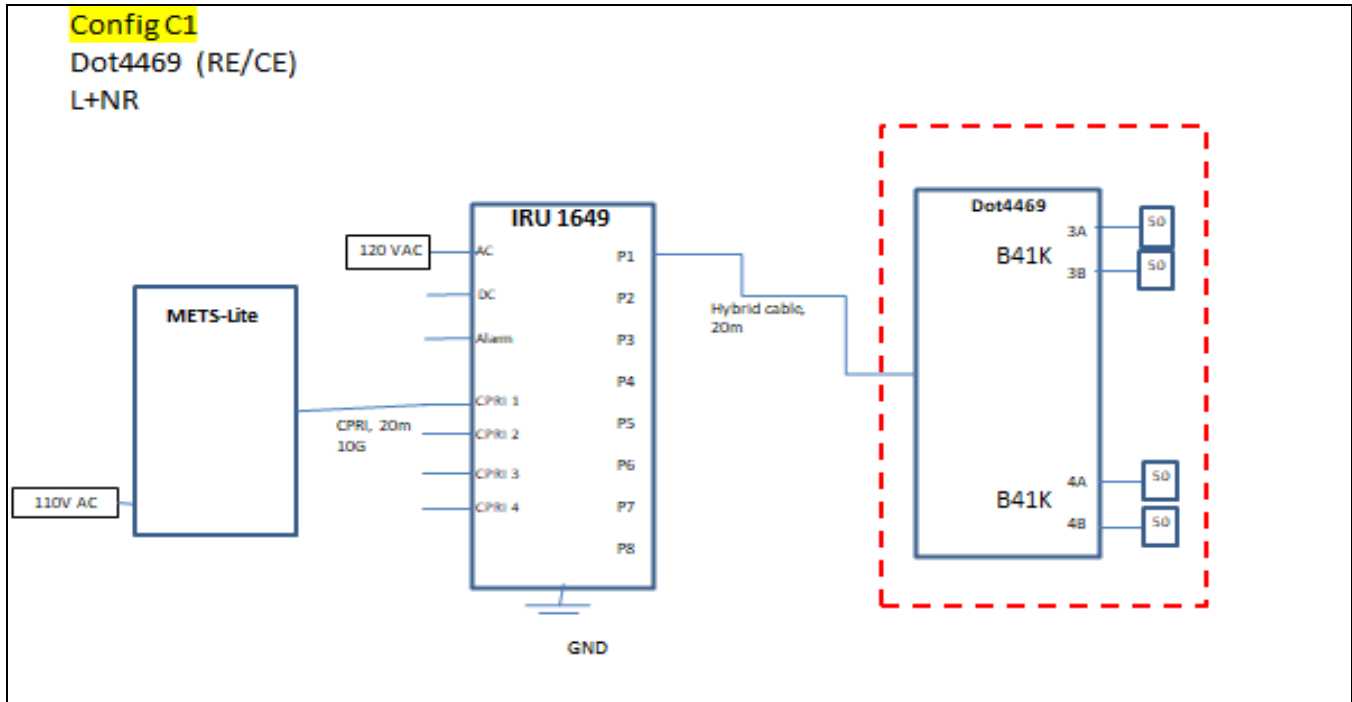 Config C1
Dot4469 (RE/CE)
L+NR
METS-Lite
110V AC
CPRI, 20m
10G
120 VAC
IRU 1649
AC
DC
Alarm
CPRI 1
CPRI 2
CPRI 3
CPRI 4
P1
P2
P3
P4
P5
P6
P7
P8
GND
Hybrid cable,
20m
Dot4469
B41K
3A
3B
50
50
B41K
4A
4B
50
50